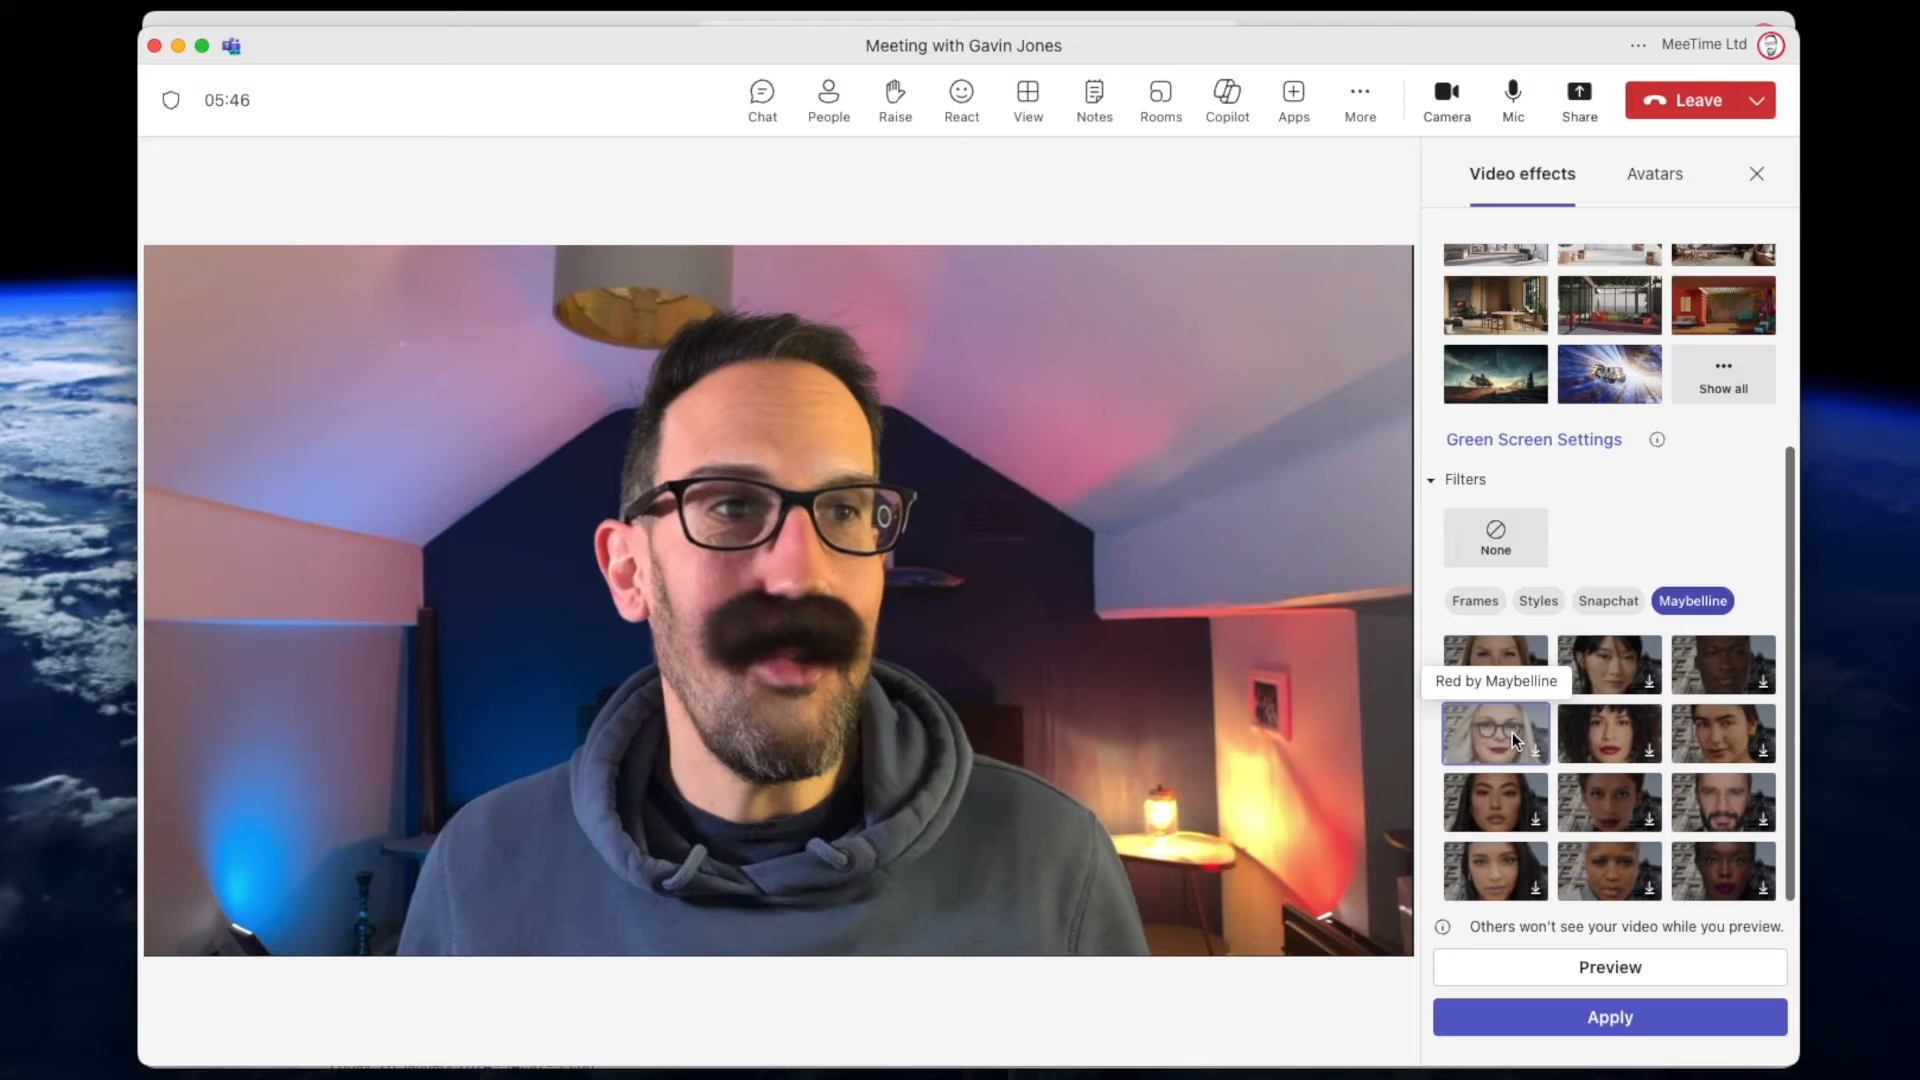 Meeting with Gavin Jones
MeeTime Ltd
05:46
Chat
People
Raise
React
View
Notes
Rooms
Copilot
Apps
More
Camera
Mic
Share
Leave
Video effects
Avatars
Show all
Green Screen Settings
Filters
None
Frames
Styles
Snapchat
Maybelline
Red by Maybelline
Others won't see your video while you preview.
Preview
Apply